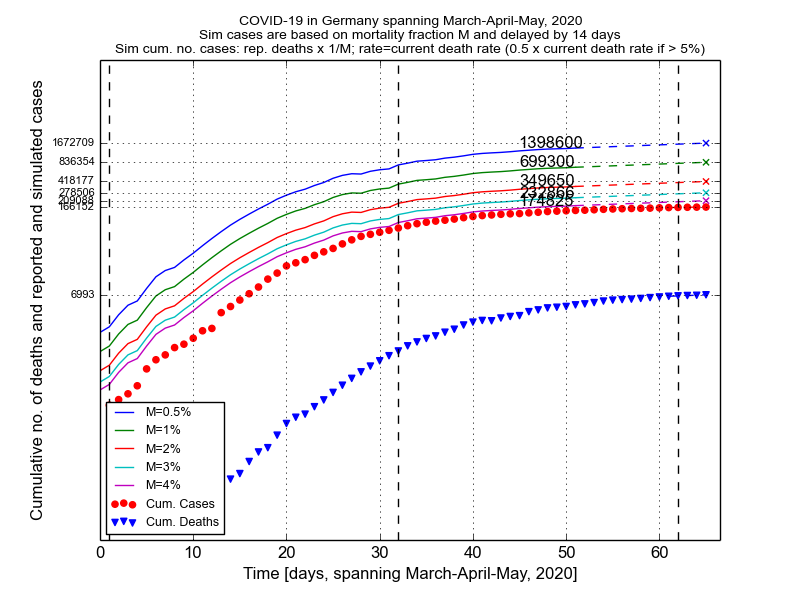 COVID-19 in Germany spanning March-April-May, 2020
Sim cases are based on mortality fraction M and delayed by 14 days
Sim cum. no. cases: rep. deaths x 1/M; rate=current death rate (0.5 x current death rate if > 5%)
Cumulative no. of deaths and reported and simulated cases
1672709
836354
418177
278506
209088
166152
6993
1398600
699300
349650
232866
174825
M=0.5%
M=1%
M=2%
M=3%
M=4%
Cum. Cases
Cum. Deaths
0 10 20 30 40 50 60
Time [days, spanning March-April-May, 2020]